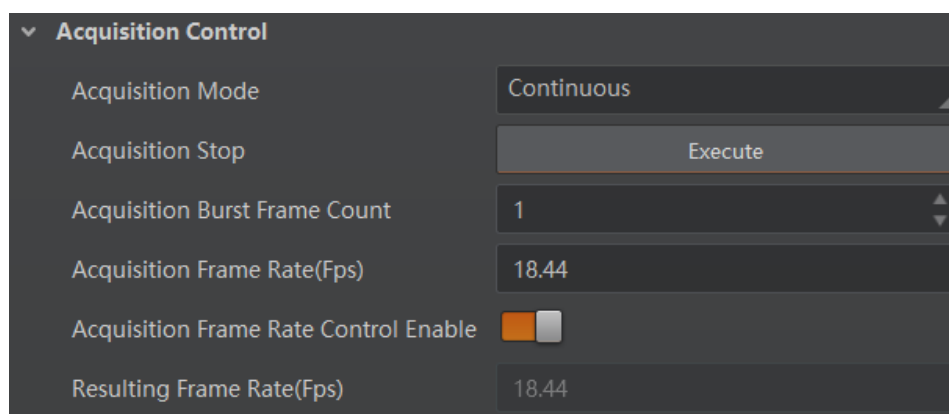 Acquisition Control
Acquisition Mode Continuous
Acquisition Stop Execute
Acquisition Burst Frame Count 1
Acquisition Frame Rate(Fps) 18.44
Acquisition Frame Rate Control Enable
Resulting Frame Rate(Fps) 18.44